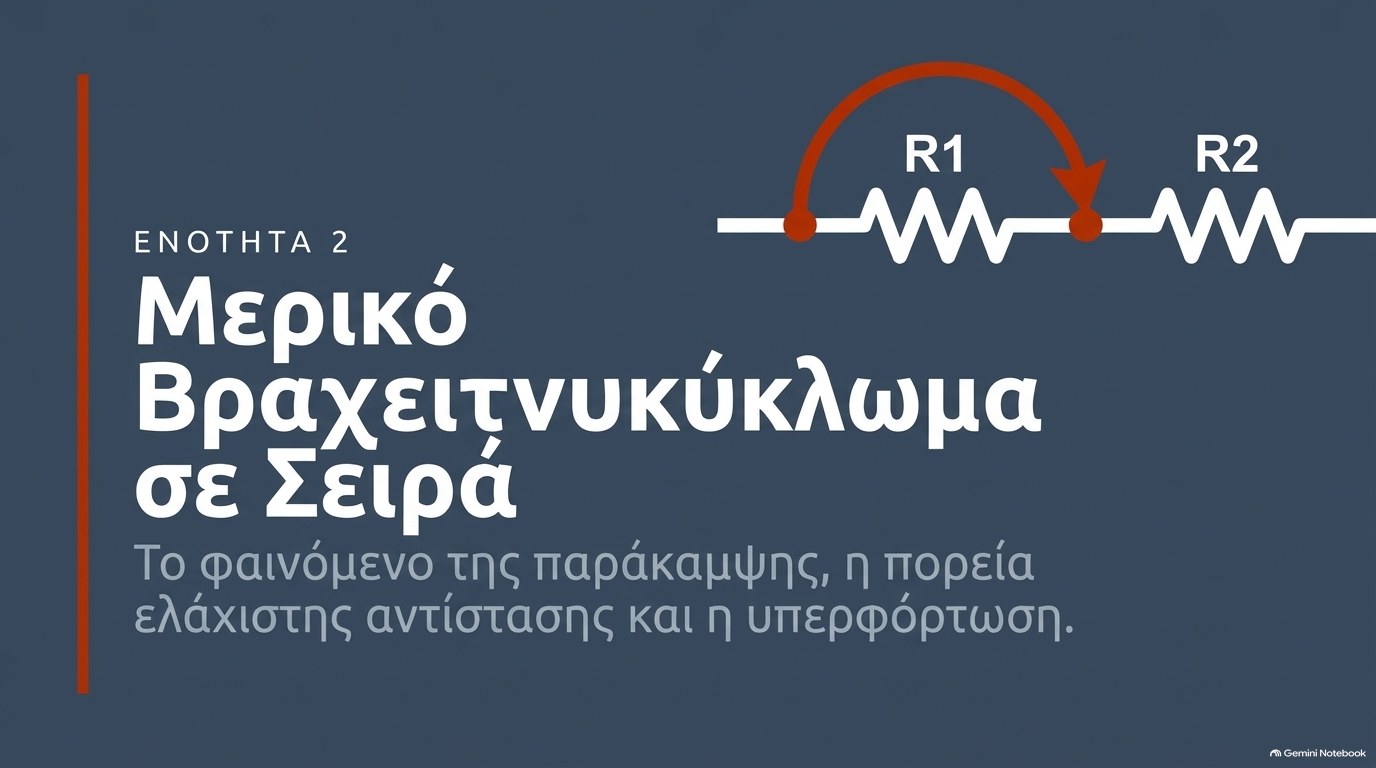 R1
R2
ΕΝΟΤΗΤΑ 2
Μερικό
Βραχειτνυκύκλωμα
σε Σειρά
Το φαινόμενο της παράκαμψης, η πορεία
ελάχιστης αντίστασης και η υπερφόρτωση.
Gemini Notebook